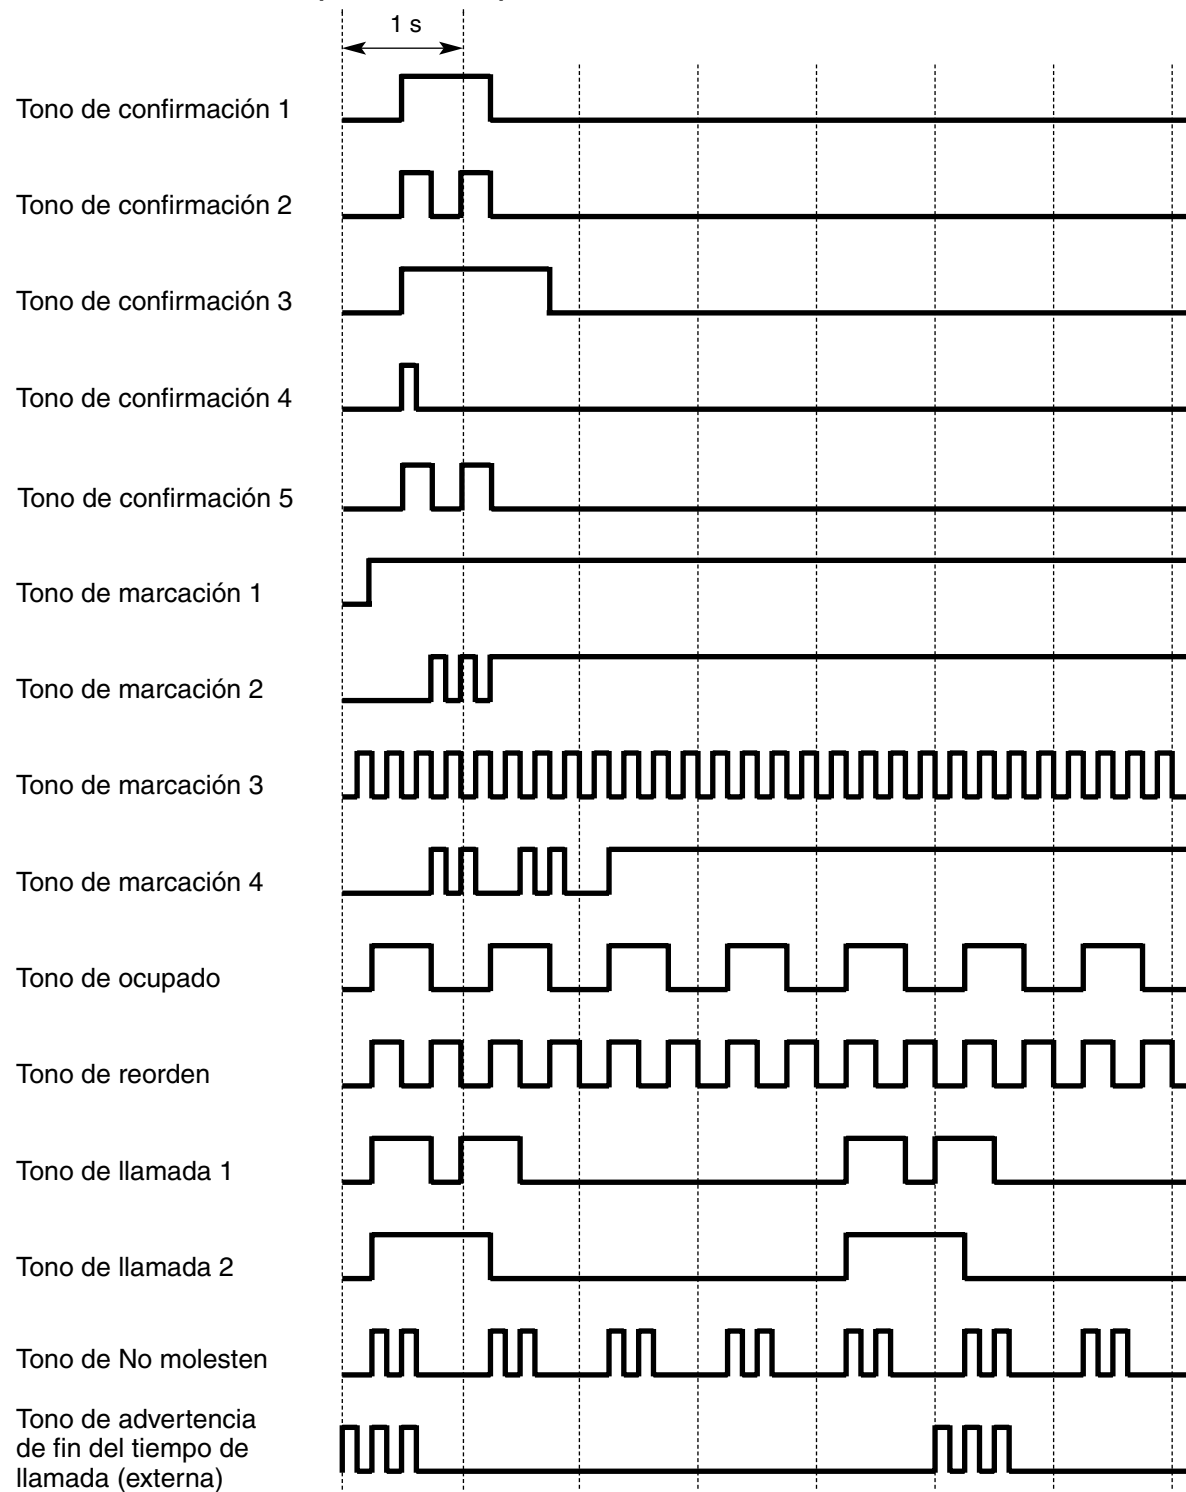 1 s
Tono de confirmación 1
Tono de confirmación 2
Tono de confirmación 3
Tono de confirmación 4
Tono de confirmación 5
Tono de marcación 1
Tono de marcación 2
Tono de marcación 3
Tono de marcación 4
Tono de ocupado
Tono de reorden
Tono de llamada 1
Tono de llamada 2
Tono de No molesten
Tono de advertencia
de fin del tiempo de
llamada (externa)